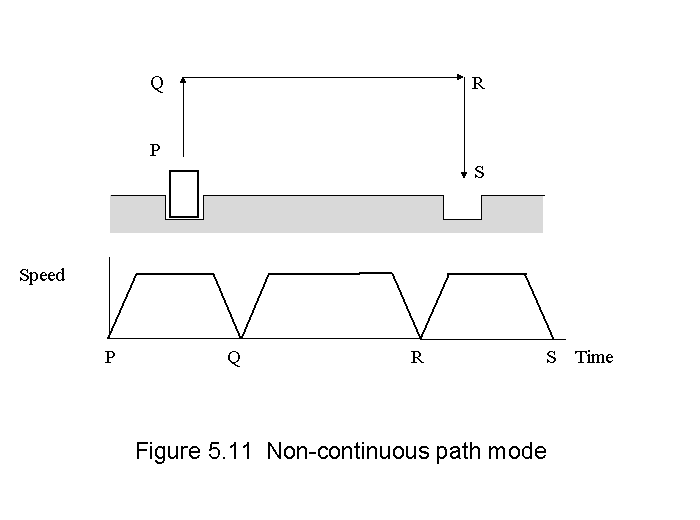 Q R
P
S
Speed
P Q R S Time
Figure 5.11 Non-continuous path mode